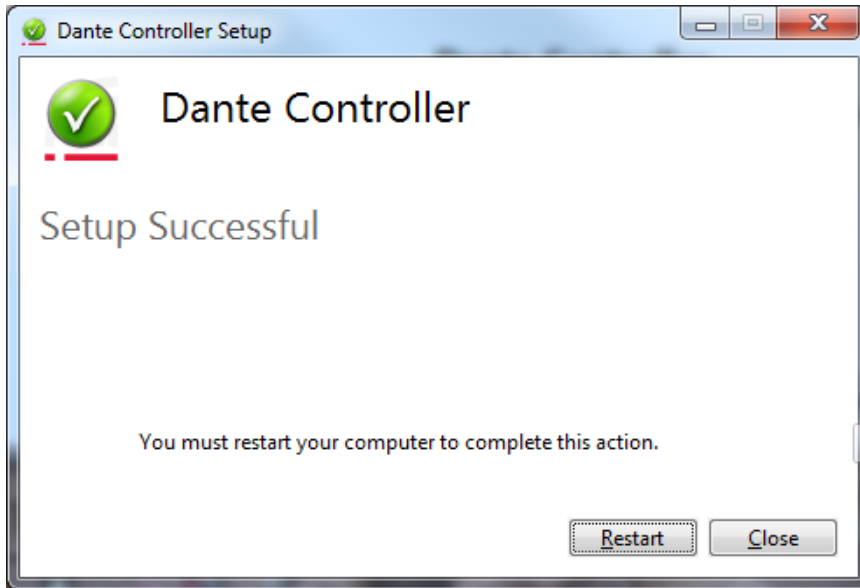 Dante Controller Setup
Dante Controller
Setup Successful
You must restart your computer to complete this action.
Restart
Close